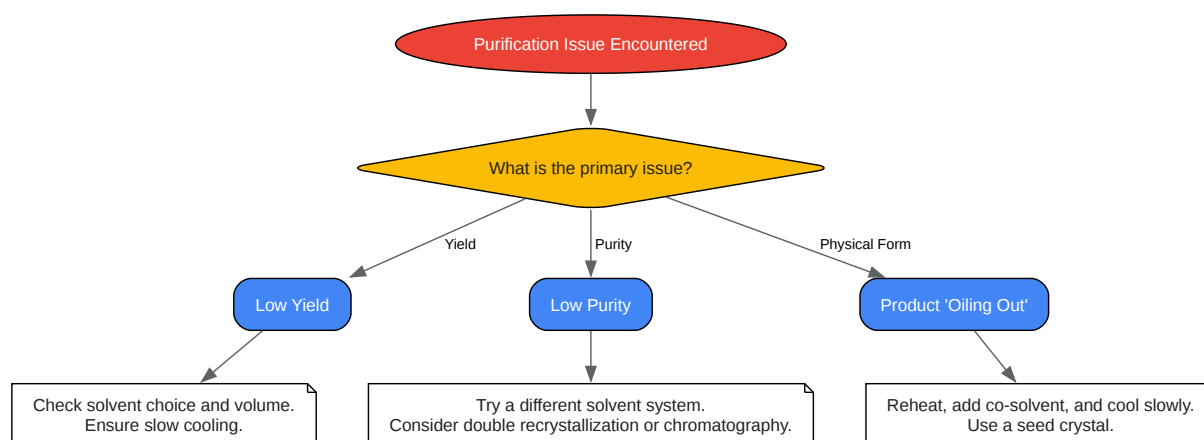 Purification Issue Encountered
What is the primary issue?
Yield
Purity
Physical Form
Low Yield
Low Purity
Product 'Oiling Out'
Check solvent choice and volume.
Ensure slow cooling.
Try a different solvent system.
Consider double recrystallization or chromatography.
Reheat, add co-solvent, and cool slowly.
Use a seed crystal.